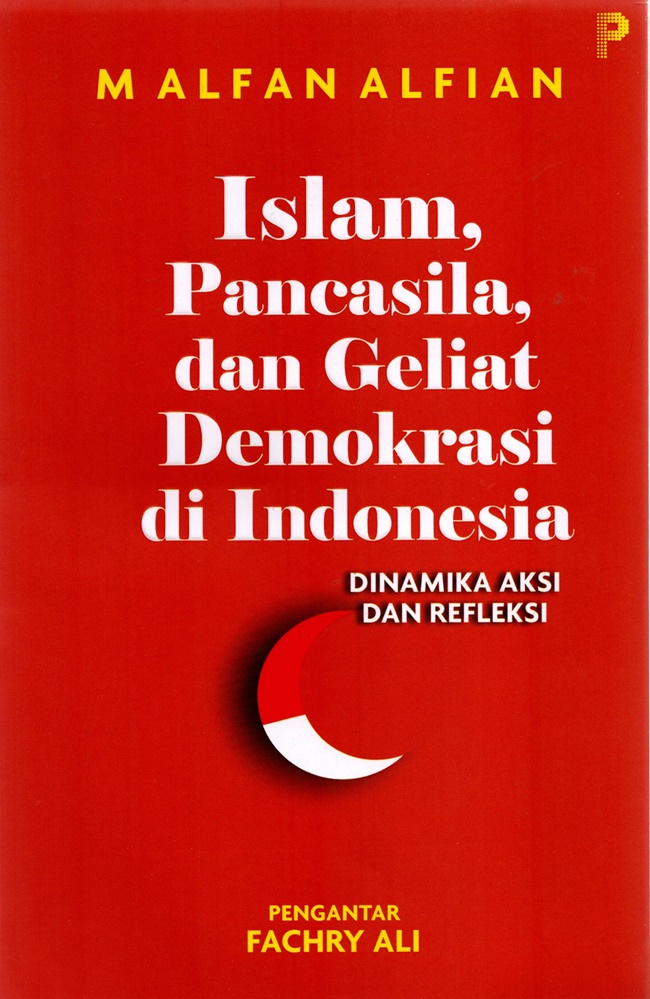 P
M ALFAN ALFIAN
Islam,
Pancasila,
dan Geliat
Demokrasi
di Indonesia
DINAMIKA AKSI
DAN REFLEKSI
PENGANTAR
FACHRY ALI